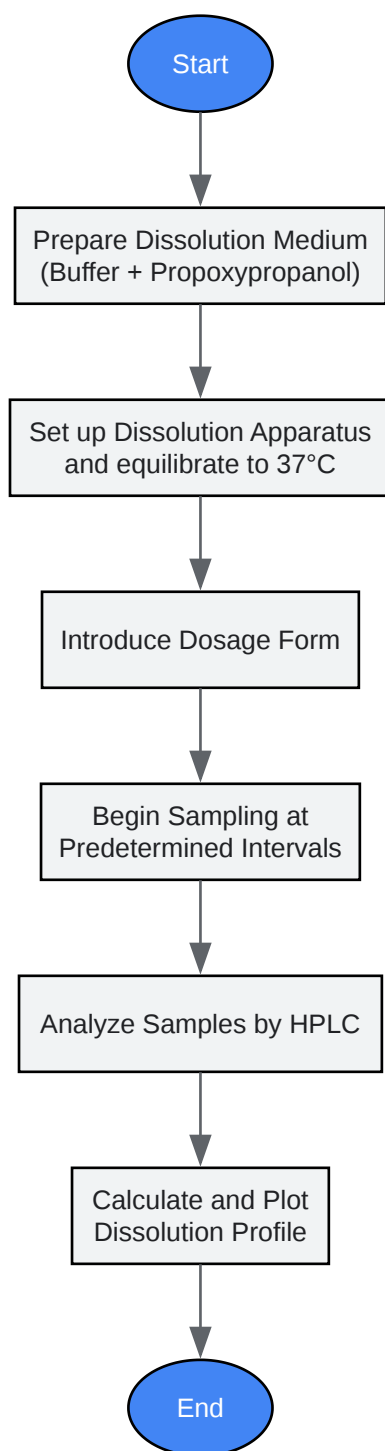 Start
Prepare Dissolution Medium
(Buffer + Propoxypropanol)
Set up Dissolution Apparatus
and equilibrate to 37°C
Introduce Dosage Form
Begin Sampling at
Predetermined Intervals
Analyze Samples by HPLC
Calculate and Plot
Dissolution Profile
End